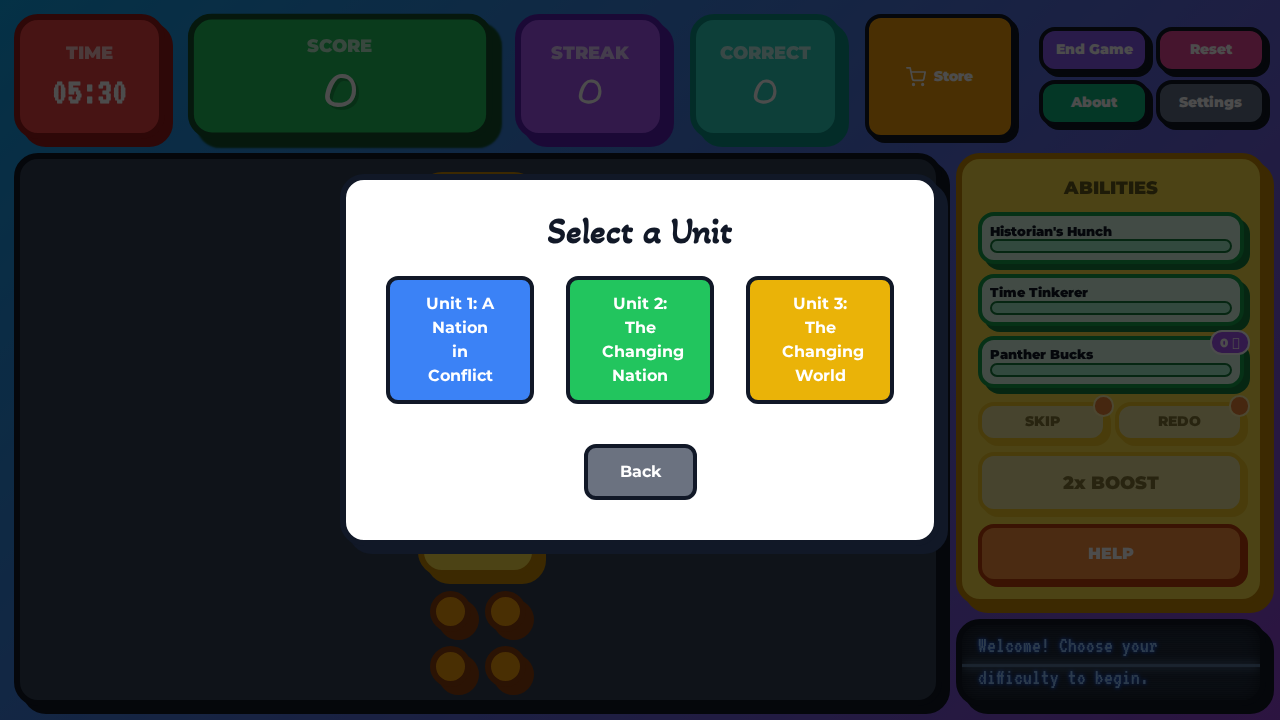 TIME
05:30
SCORE
0
STREAK
0
CORRECT
0
Store
End Game
Reset
About
Settings
Select a Unit
Unit 1: A
Nation
in
Conflict
Unit 2:
The
Changing
Nation
Unit 3:
The
Changing
World
Back
ABILITIES
Historian's Hunch
Time Tinkerer
0
Panther Bucks
SKIP
REDO
2x BOOST
HELP
Welcome! Choose your
difficulty to begin.